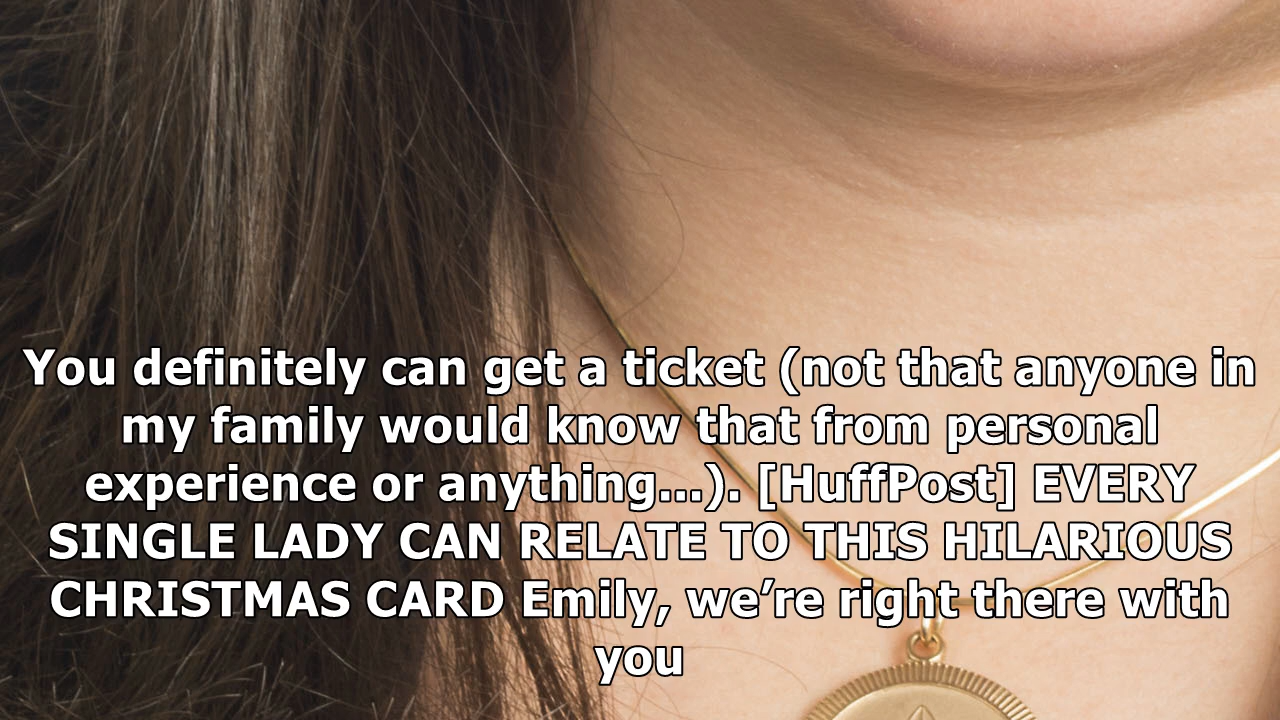 You definitely can get a ticket (not that anyone in
my family would know that from personal
experience or anything...). [HuffPost] EVERY
SINGLE LADY CAN RELATE TO THIS HILARIOUS
CHRISTMAS CARD Emily, we’re right there with
you